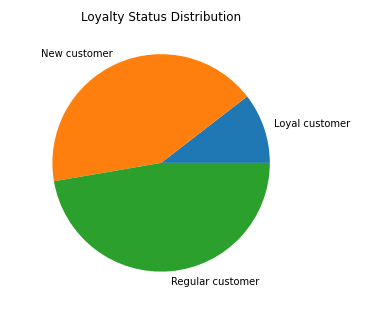 Loyalty Status Distribution
New customer
Loyal customer
Regular customer